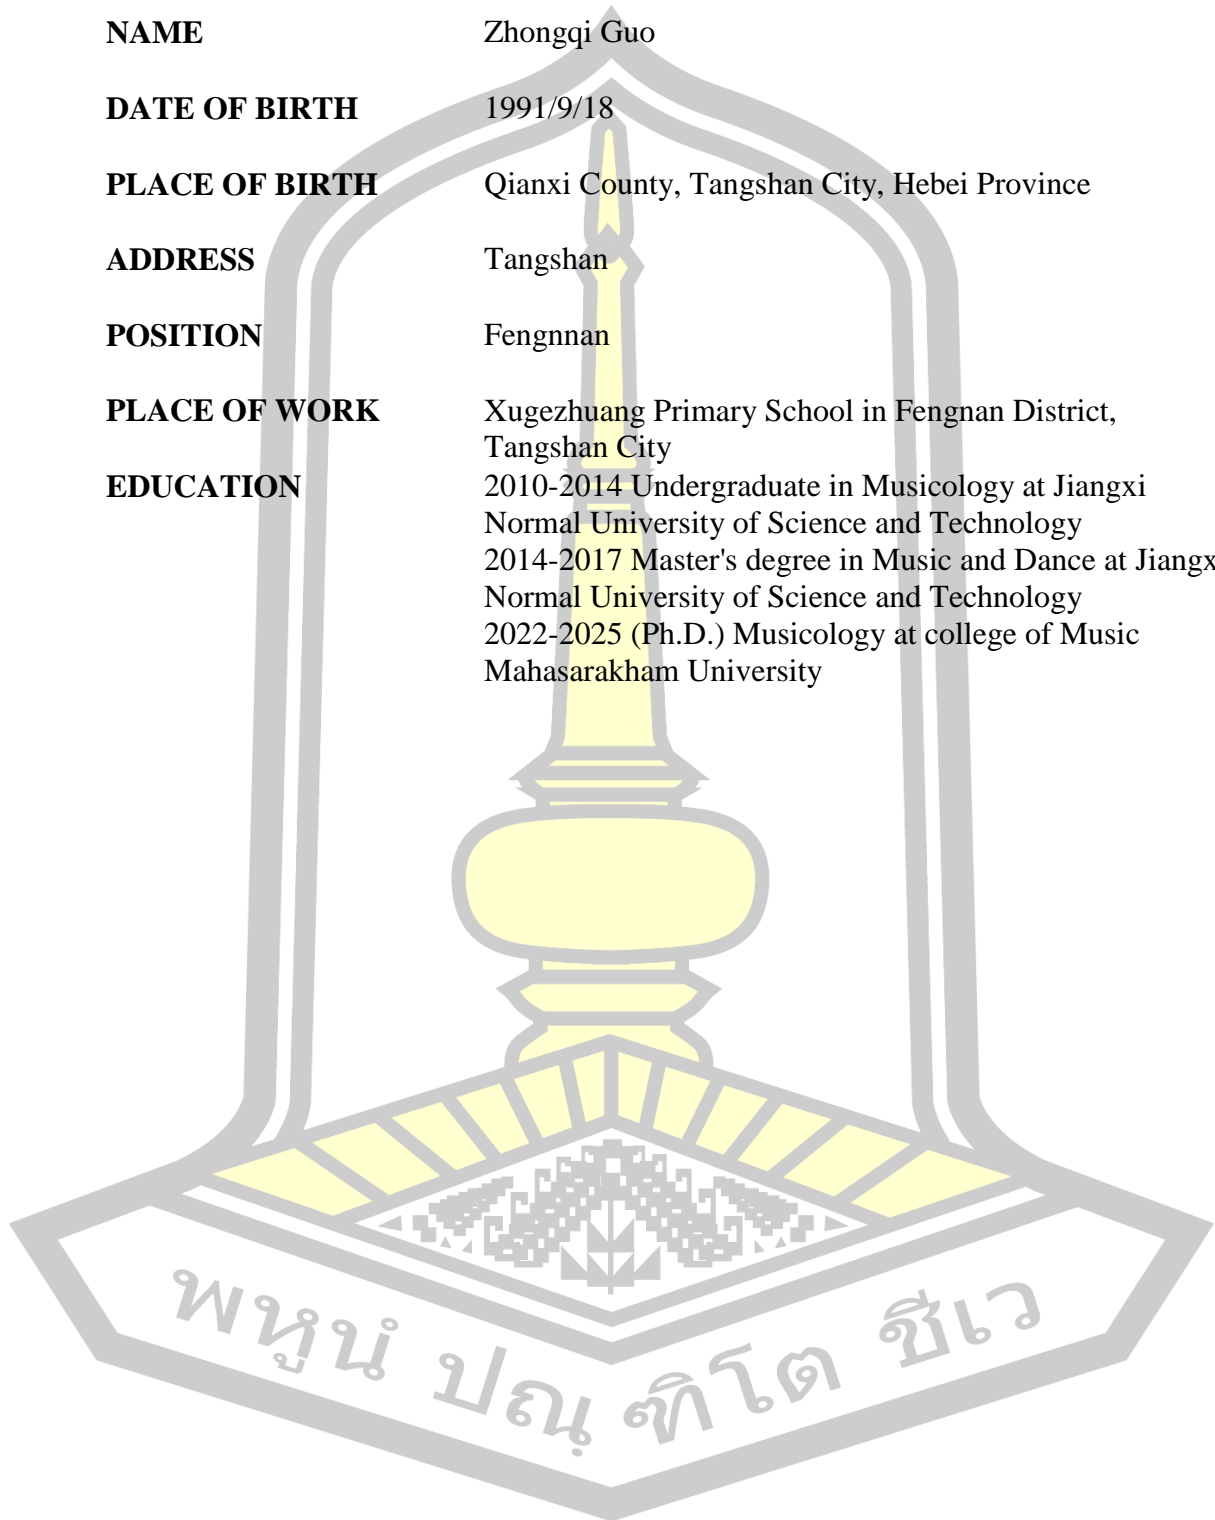 NAME Zhongqi Guo
DATE OF BIRTH 1991/9/18
PLACE OF BIRTH Qianxi County, Tangshan City, Hebei Province
ADDRESS Tangshan
POSITION Fengnnan
PLACE OF WORK Xugezhuang Primary School in Fengnan District,
Tangshan City
EDUCATION 2010-2014 Undergraduate in Musicology at Jiangxi
Normal University of Science and Technology
2014-2017 Master's degree in Music and Dance at Jiangx
Normal University of Science and Technology
2022-2025 (Ph.D.) Musicology at college of Music
Mahasarakham University
พหูนํ ปณฺฑิโต ชีเว